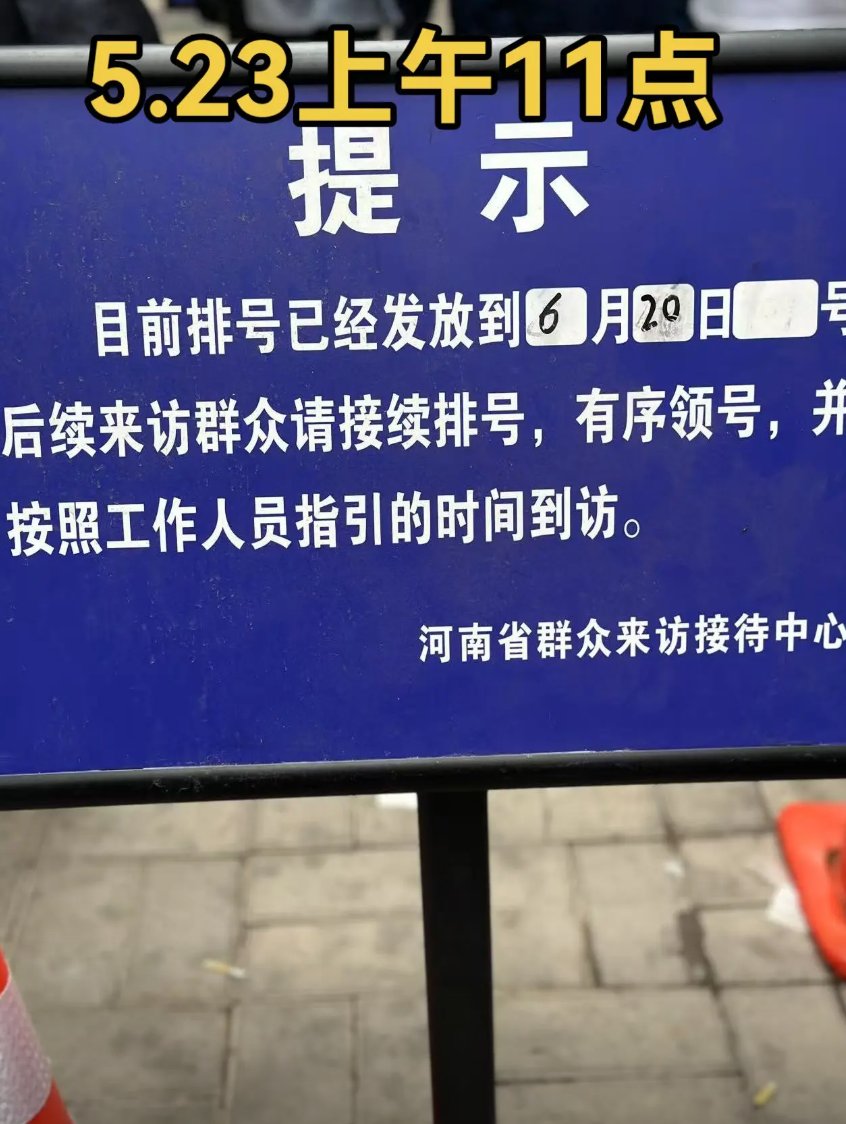 5.23上午11点
提示
目前排号已经发放到6月20日 号
后续来访群众请接续排号，有序领号，并
按照工作人员指引的时间到访。
河南省群众来访接待中心